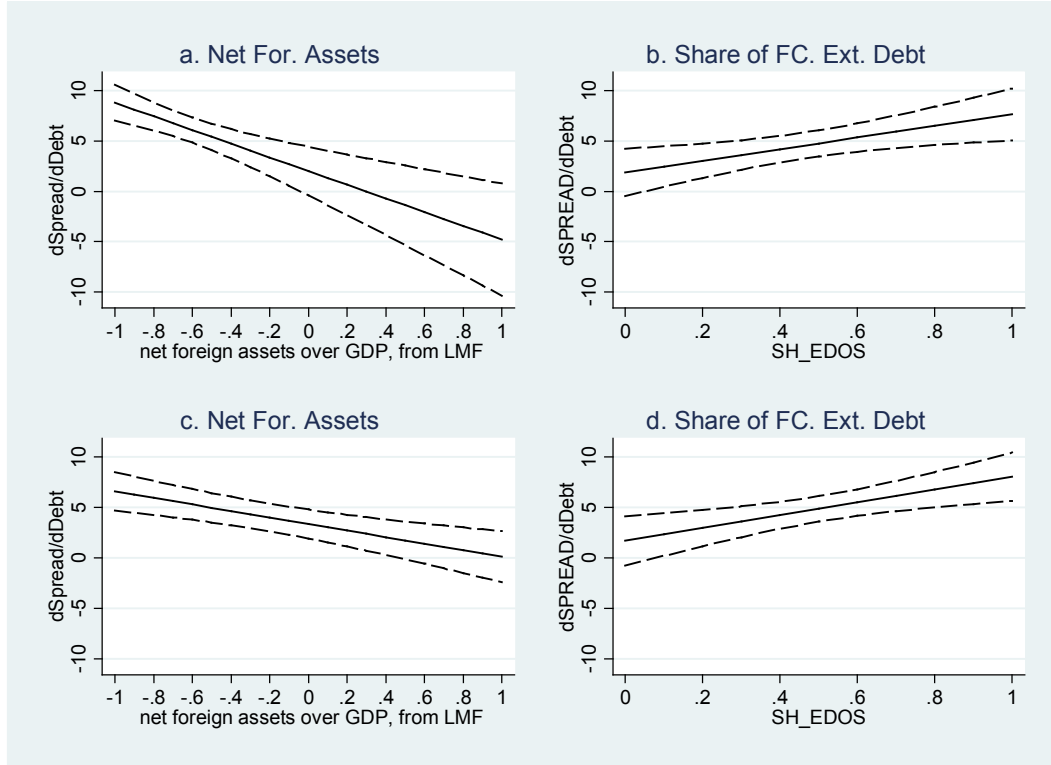 a. Net For. Assets
dSpread/dDebt
10
5
0
-5
-10
-1 -.8 -.6 -.4 -.2 0 .2 .4 .6 .8 1
net foreign assets over GDP, from LMF
b. Share of FC. Ext. Debt
dSPREAD/dDebt
10
5
0
-5
-10
0 .2 .4 .6 .8 1
SH_EDOS
c. Net For. Assets
dSpread/dDebt
10
5
0
-5
-10
-1 -.8 -.6 -.4 -.2 0 .2 .4 .6 .8 1
net foreign assets over GDP, from LMF
d. Share of FC. Ext. Debt
dSPREAD/dDebt
10
5
0
-5
-10
0 .2 .4 .6 .8 1
SH_EDOS